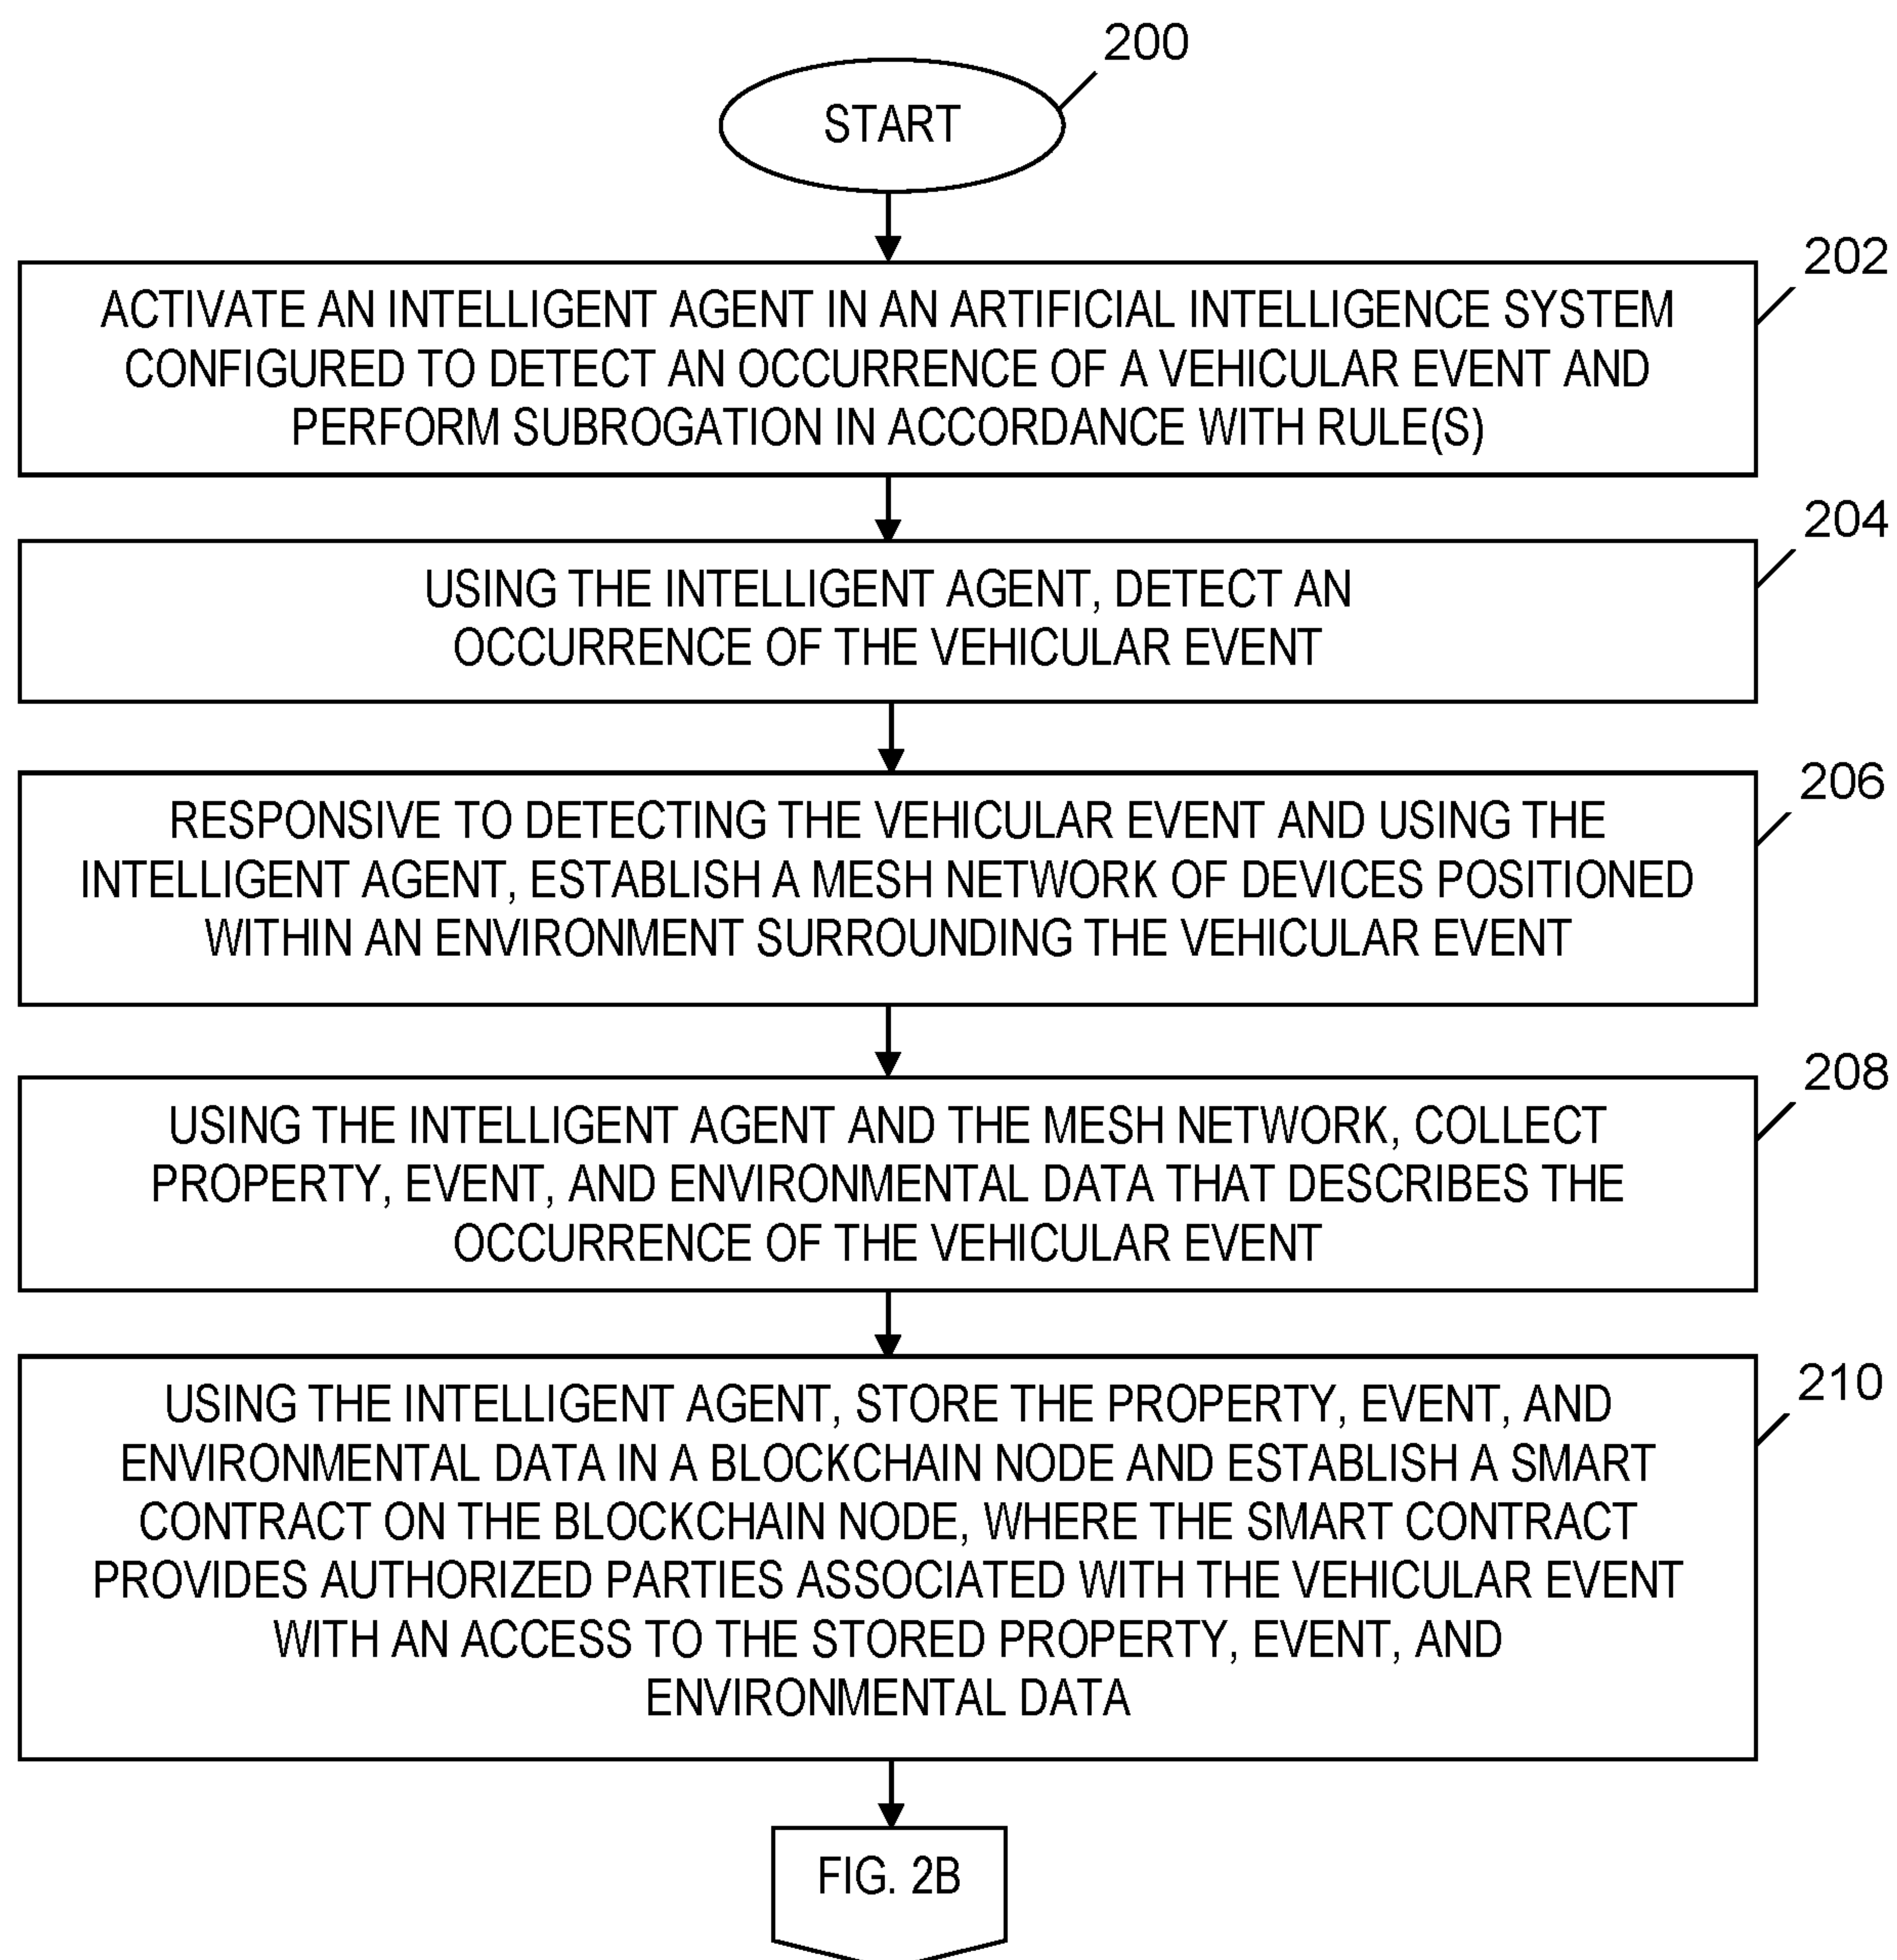 200
START
202
ACTIVATE AN INTELLIGENT AGENT IN AN ARTIFICIAL INTELLIGENCE SYSTEM
CONFIGURED TO DETECT AN OCCURRENCE OF A VEHICULAR EVENT AND
PERFORM SUBROGATION IN ACCORDANCE WITH RULE(S)
204
USING THE INTELLIGENT AGENT, DETECT AN
OCCURRENCE OF THE VEHICULAR EVENT
206
RESPONSIVE TO DETECTING THE VEHICULAR EVENT AND USING THE
INTELLIGENT AGENT, ESTABLISH A MESH NETWORK OF DEVICES POSITIONED
WITHIN AN ENVIRONMENT SURROUNDING THE VEHICULAR EVENT
208
USING THE INTELLIGENT AGENT AND THE MESH NETWORK, COLLECT
PROPERTY, EVENT, AND ENVIRONMENTAL DATA THAT DESCRIBES THE
OCCURRENCE OF THE VEHICULAR EVENT
210
USING THE INTELLIGENT AGENT, STORE THE PROPERTY, EVENT, AND
ENVIRONMENTAL DATA IN A BLOCKCHAIN NODE AND ESTABLISH A SMART
CONTRACT ON THE BLOCKCHAIN NODE, WHERE THE SMART CONTRACT
PROVIDES AUTHORIZED PARTIES ASSOCIATED WITH THE VEHICULAR EVENT
WITH AN ACCESS TO THE STORED PROPERTY, EVENT, AND
ENVIRONMENTAL DATA
FIG. 2B